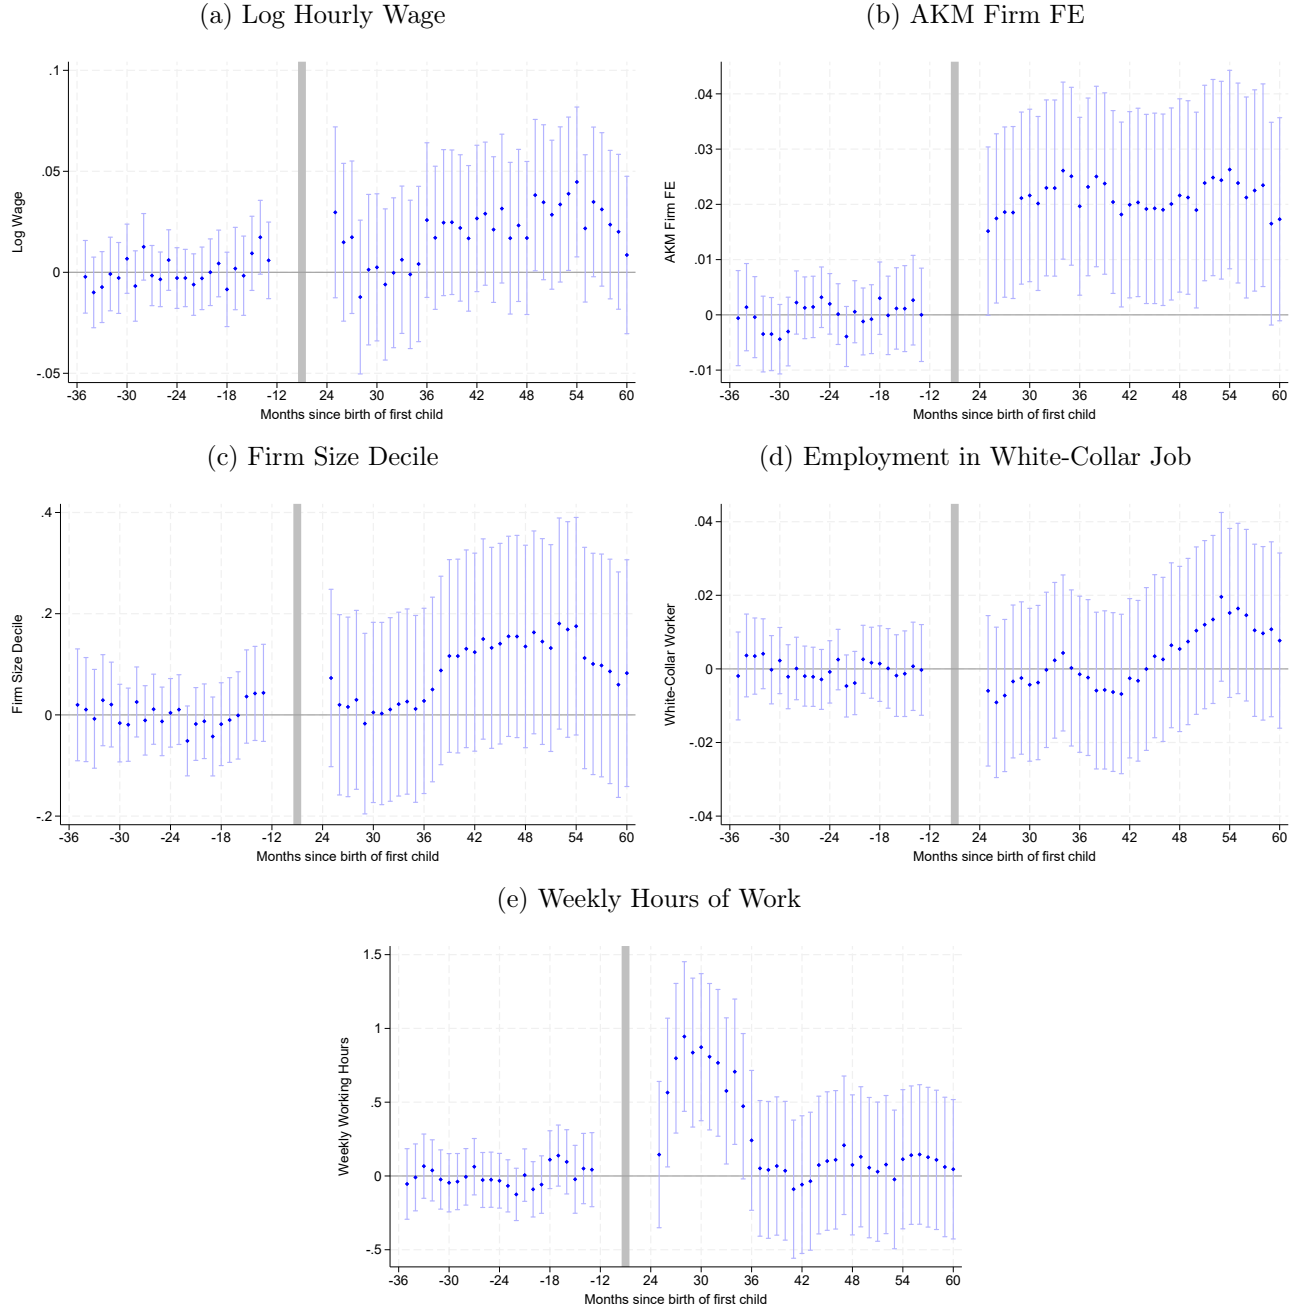 (a) Log Hourly Wage
.1
.05
0
-.05
Log Wage
-36 -30 -24 -18 -12 24 30 36 42 48 54 60
Months since birth of first child
(b) AKM Firm FE
.04
.03
.02
.01
0
-.01
AKM Firm FE
-36 -30 -24 -18 -12 24 30 36 42 48 54 60
Months since birth of first child
(c) Firm Size Decile
.4
.2
0
-.2
Firm Size Decile
-36 -30 -24 -18 -12 24 30 36 42 48 54 60
Months since birth of first child
(d) Employment in White-Collar Job
.04
.02
0
-.02
-.04
White-Collar Worker
-36 -30 -24 -18 -12 24 30 36 42 48 54 60
Months since birth of first child
(e) Weekly Hours of Work
1.5
1
.5
0
-.5
Weekly Working Hours
-36 -30 -24 -18 -12 24 30 36 42 48 54 60
Months since birth of first child